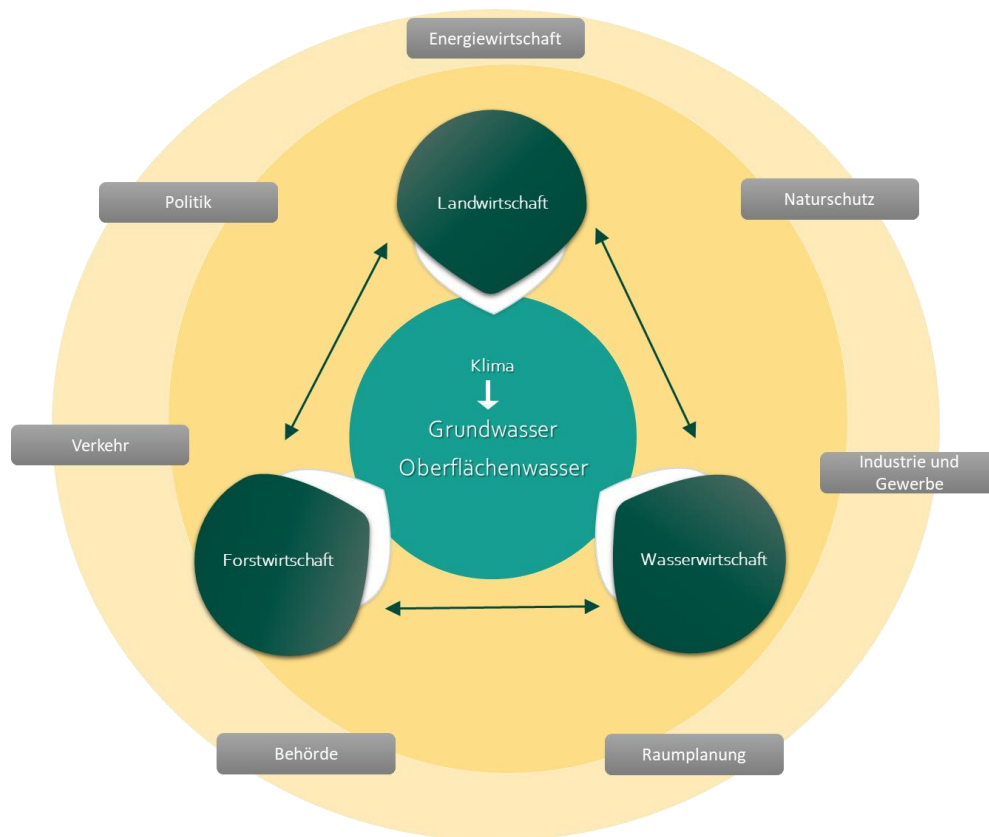 Energiewirtschaft
Politik
Naturschutz
Landwirtschaft
Klima
Grundwasser
Oberflächenwasser
Verkehr
Industrie und
Gewerbe
Forstwirtschaft
Wasserwirtschaft
Behörde
Raumplanung